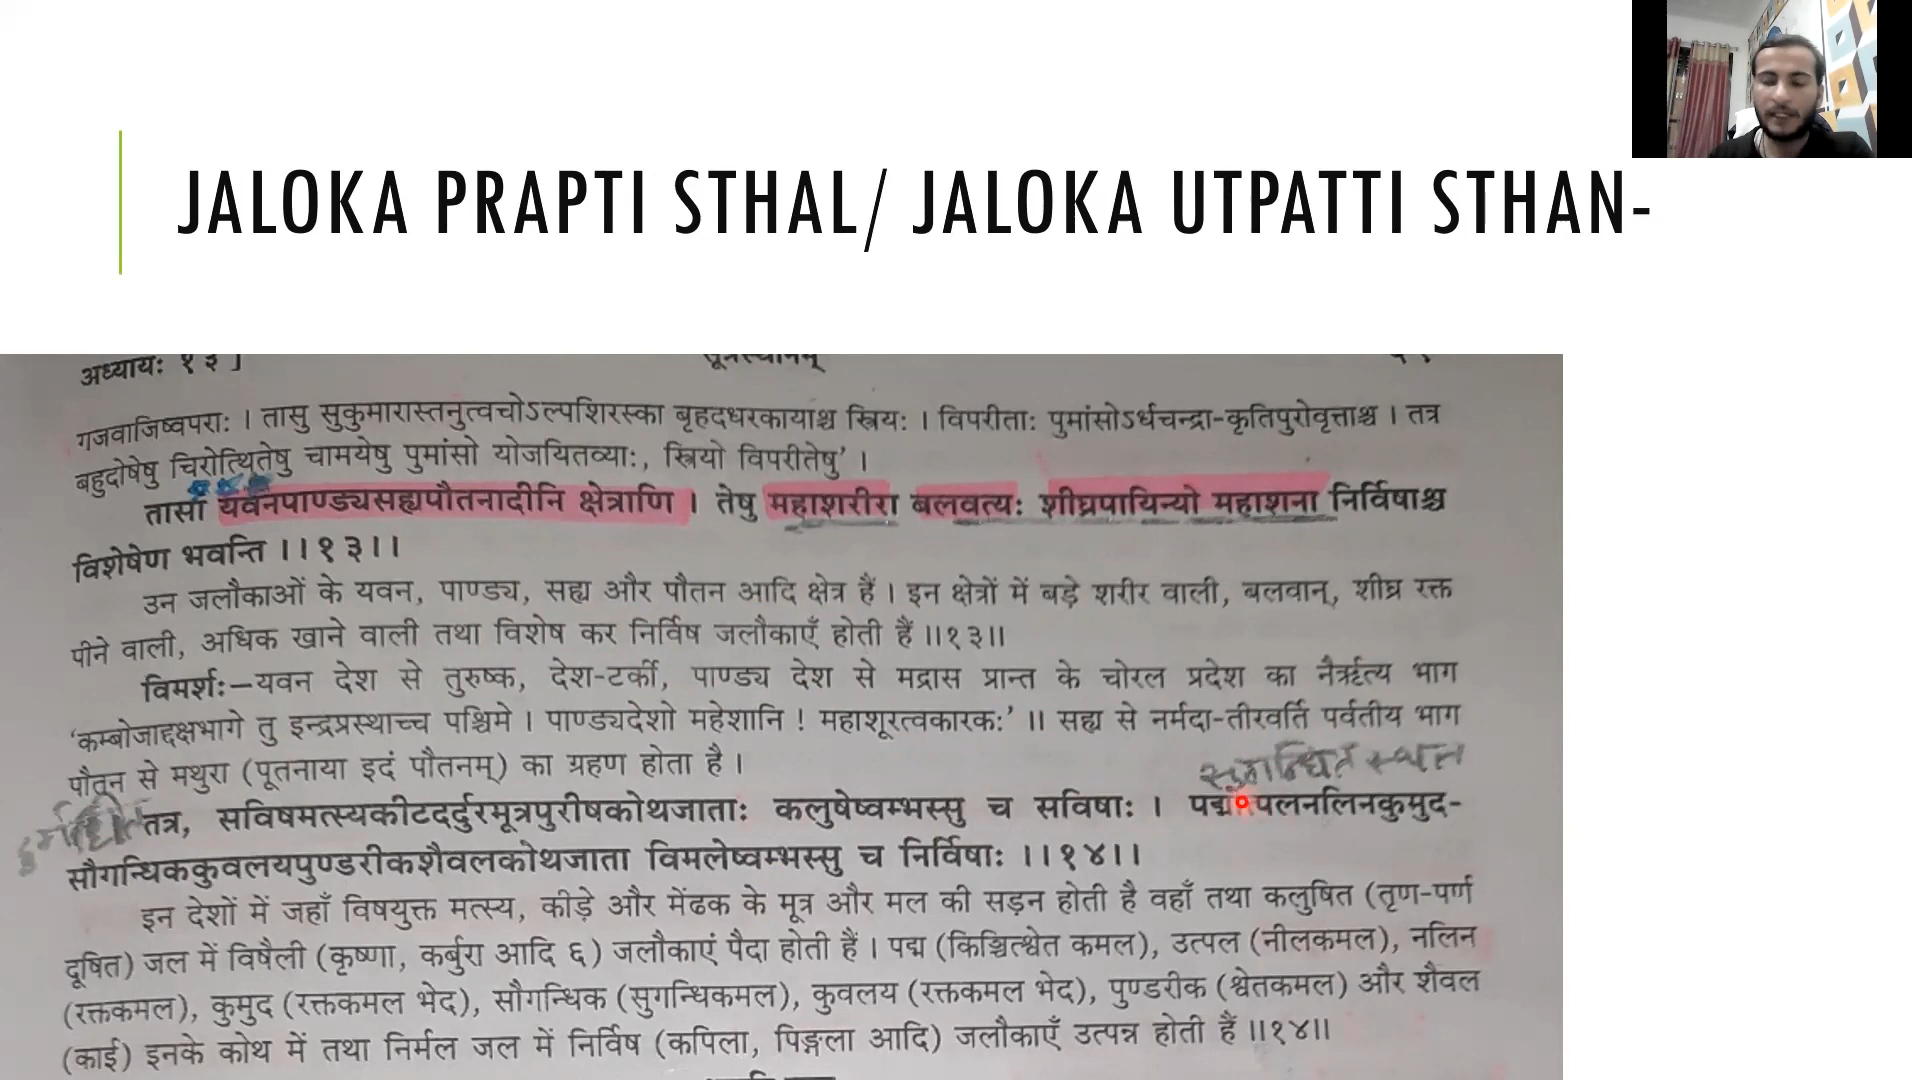 JALOKA PRAPTI STHAL/ JALOKA UTPATTI STHAN-
अध्यायः १३ ] सूत्रस्थानम्
गजवाजिष्वपराः । तासु सुकुमारास्तनुत्वचोऽल्पशिरस्का बृहदधरकायाश्च स्त्रियः । विपरीताः पुमांसोऽर्धचन्द्रा-कृतिपुरोवृत्ताश्च । तत्र
बहुदोषेषु चिरोत्थितेषु चामयेषु पुमांसो योजयितव्याः, स्त्रियो विपरीतेषु’ ।
तासां यवनपाण्ड्यसह्यपौतनादीनि क्षेत्राणि । तेषु महाशरीरा बलवत्यः शीघ्रपायिन्यो महाशना निर्विषाश्च
विशेषेण भवन्ति ।।१३।।
उन जलौकाओं के यवन, पाण्ड्य, सह्य और पौतन आदि क्षेत्र हैं । इन क्षेत्रों में बड़े शरीर वाली, बलवान्, शीघ्र रक्त
पीने वाली, अधिक खाने वाली तथा विशेष कर निर्विष जलौकाएँ होती हैं ।।१३।।
विमर्शः—यवन देश से तुरुष्क, देश-टर्की, पाण्ड्य देश से मद्रास प्रान्त के चोरल प्रदेश का नैर्ऋत्य भाग
‘कम्बोजाद्दक्षभागे तु इन्द्रप्रस्थाच्च पश्चिमे । पाण्ड्यदेशो महेशानि ! महाशूरत्वकारकः’ ।। सह्य से नर्मदा-तीरवर्ति पर्वतीय भाग
पौतन से मथुरा (पूतनाया इदं पौतनम्) का ग्रहण होता है ।
सुगन्धित स्थल
तत्र, सविषमत्स्यकीटदर्दुरमूत्रपुरीषकोथजाताः कलुषेष्वम्भस्सु च सविषाः । पद्मोत्पलनलिनकुमुद-
सौगन्धिककुवलयपुण्डरीकशैवलकोथजाता विमलेष्वम्भस्सु च निर्विषाः ।।१४।।
इन देशों में जहाँ विषयुक्त मत्स्य, कीड़े और मेंढक के मूत्र और मल की सड़न होती है वहाँ तथा कलुषित (तृण-पर्ण
दूषित) जल में विषैली (कृष्णा, कर्बुरा आदि ६) जलौकाएं पैदा होती हैं । पद्म (किञ्चित्श्वेत कमल), उत्पल (नीलकमल), नलिन
(रक्तकमल), कुमुद (रक्तकमल भेद), सौगन्धिक (सुगन्धिकमल), कुवलय (रक्तकमल भेद), पुण्डरीक (श्वेतकमल) और शैवल
(काई) इनके कोथ में तथा निर्मल जल में निर्विष (कपिला, पिङ्गला आदि) जलौकाएँ उत्पन्न होती हैं ।।१४।।